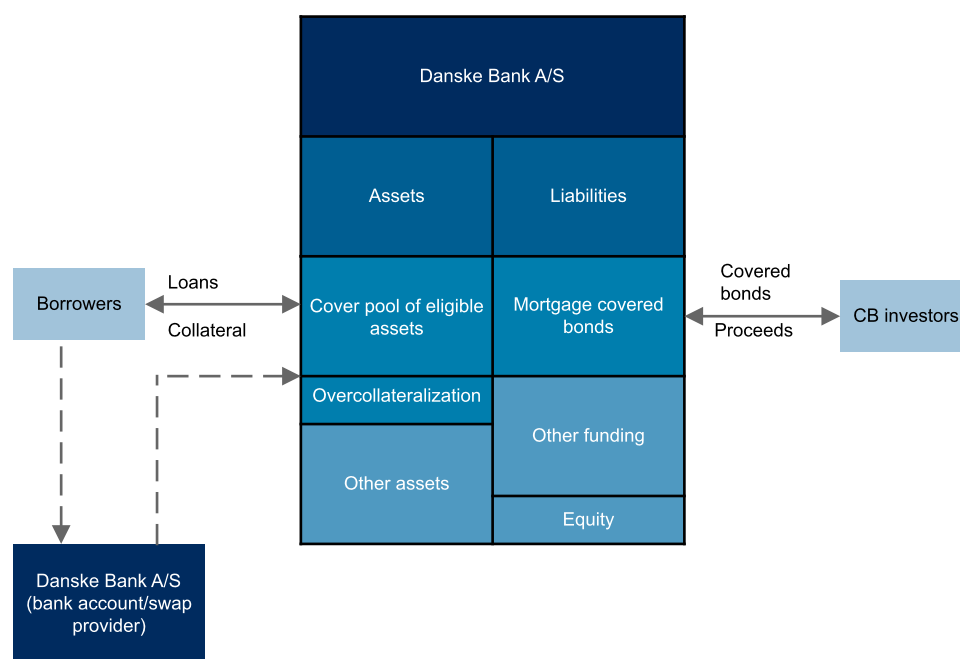 Danske Bank A/S
Assets
Liabilities
Borrowers
Loans
Collateral
Cover pool of eligible
assets
Mortgage covered
bonds
Covered
bonds
Proceeds
CB investors
Overcollateralization
Other funding
Other assets
Equity
Danske Bank A/S
(bank account/swap
provider)